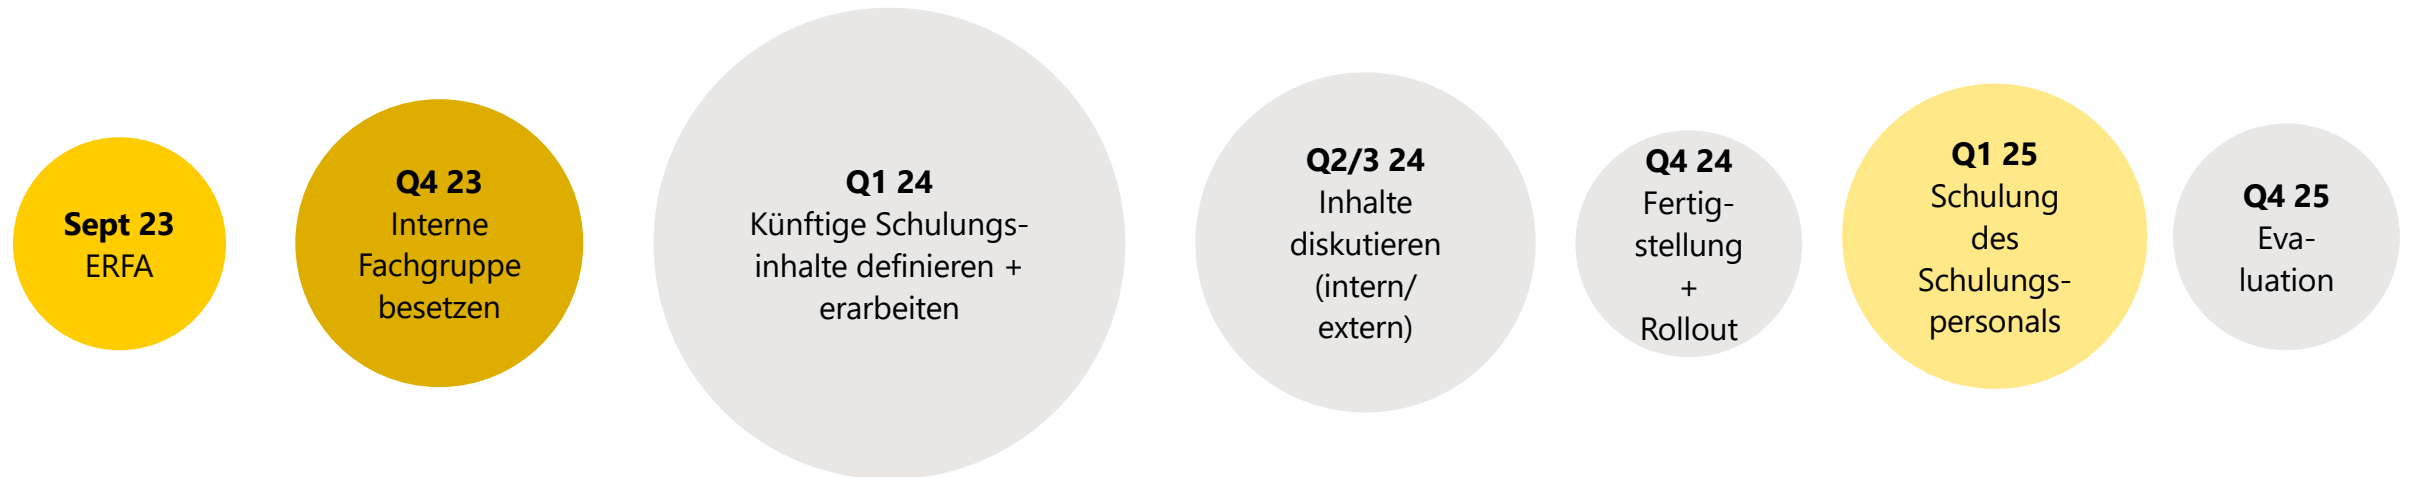 Sept 23
ERFA
Q4 23
Interne
Fachgruppe
besetzen
Q1 24
Künftige Schulungs-
inhalte definieren +
erarbeiten
Q2/3 24
Inhalte
diskutieren
(intern/
extern)
Q4 24
Fertig-
stellung
+
Rollout
Q1 25
Schulung
des
Schulungs-
personals
Q4 25
Eva-
luation